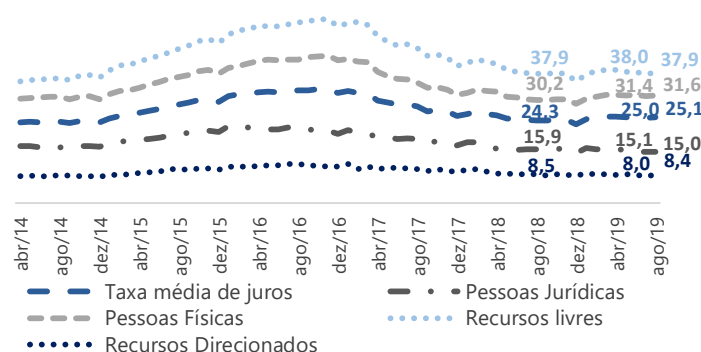 37,9 38,0 37,9
30,2 31,4 31,6
24,3 25,0 25,1
15,9 15,1 15,0
8,5 8,0 8,4
abr/14 ago/14 dez/14 abr/15 ago/15 dez/15 abr/16 ago/16 dez/16 abr/17 ago/17 dez/17 abr/18 ago/18 dez/18 abr/19 ago/19
Taxa média de juros Pessoas Jurídicas
Pessoas Físicas Recursos livres
Recursos Direcionados